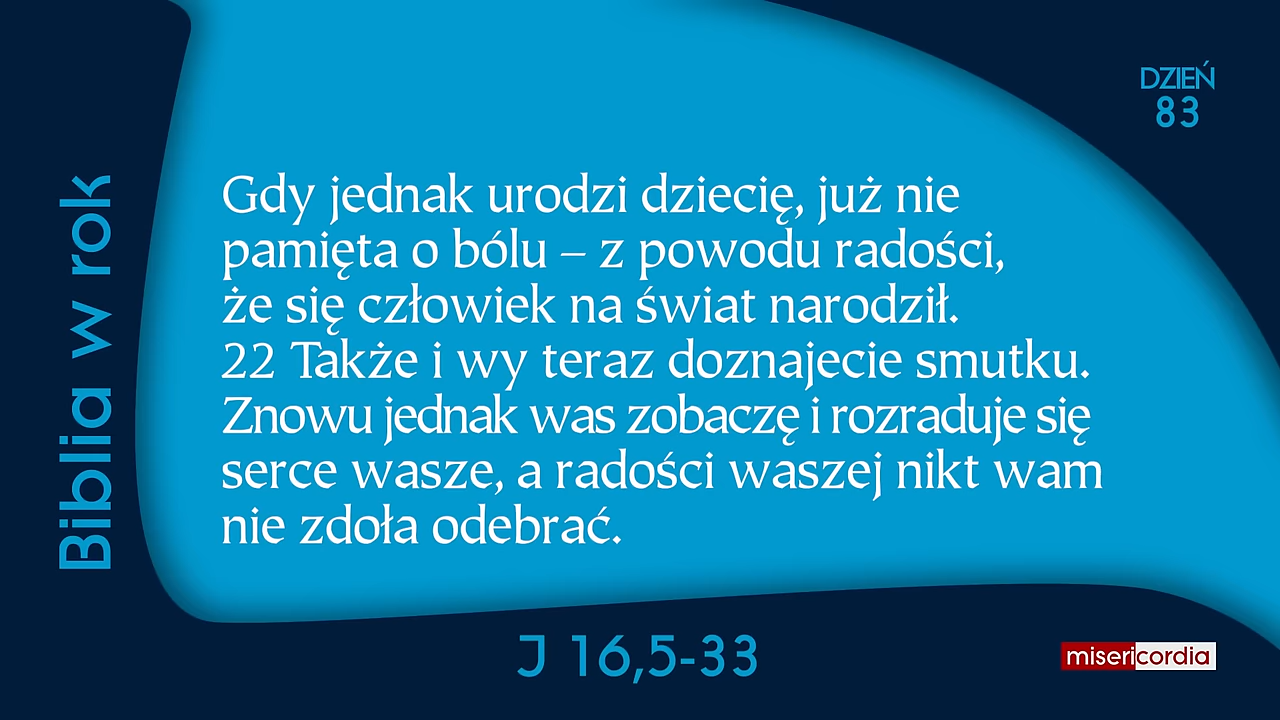 DZIEŃ
83
Biblia w rok
Gdy jednak urodzi dziecię, już nie
pamięta o bólu – z powodu radości,
że się człowiek na świat narodził.
22 Także i wy teraz doznajecie smutku.
Znowu jednak was zobaczę i rozraduje się
serce wasze, a radości waszej nikt wam
nie zdoła odebrać.
J 16,5-33
misericordia